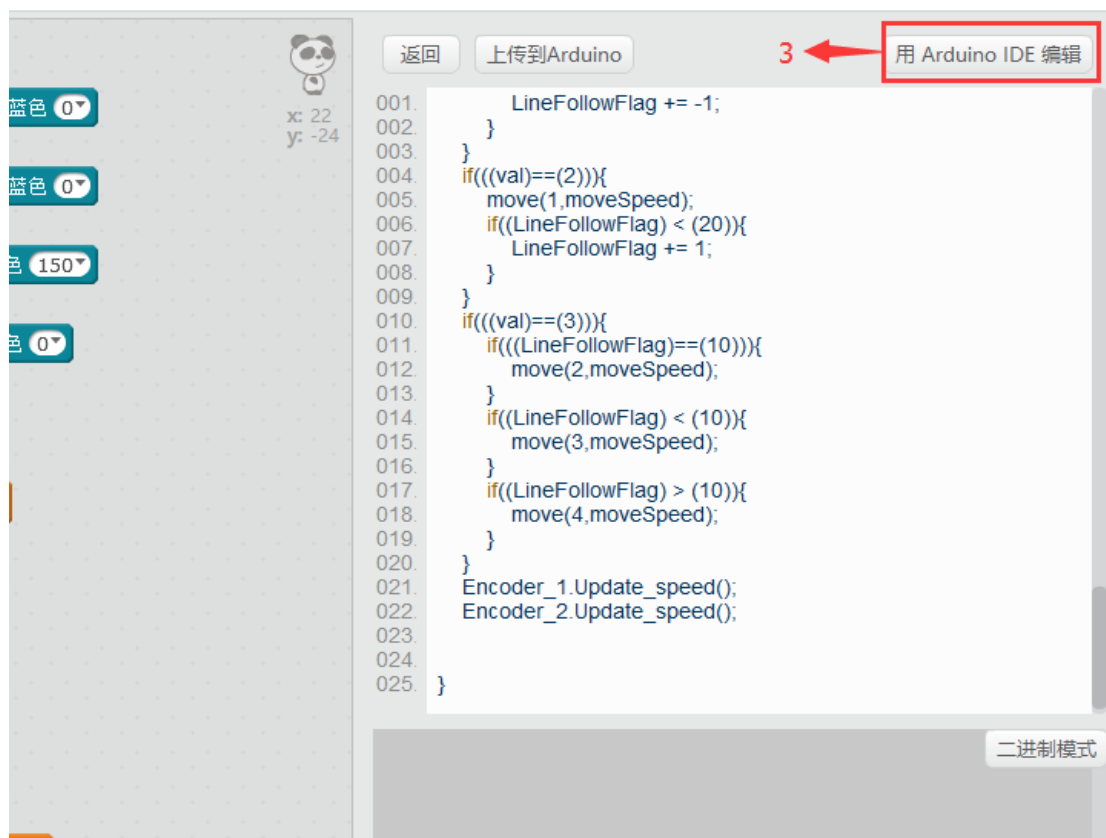 返回 上传到Arduino 3 用 Arduino IDE 编辑
蓝色 0
x: 22
y: -24
蓝色 0
色 150
色 0
001. LineFollowFlag += -1;
002. }
003. }
004. if(((val)==(2))){
005. move(1,moveSpeed);
006. if((LineFollowFlag) < (20)){
007. LineFollowFlag += 1;
008. }
009. }
010. if(((val)==(3))){
011. if(((LineFollowFlag)==(10))){
012. move(2,moveSpeed);
013. }
014. if((LineFollowFlag) < (10)){
015. move(3,moveSpeed);
016. }
017. if((LineFollowFlag) > (10)){
018. move(4,moveSpeed);
019. }
020. }
021. Encoder_1.Update_speed();
022. Encoder_2.Update_speed();
023.
024.
025. }
二进制模式